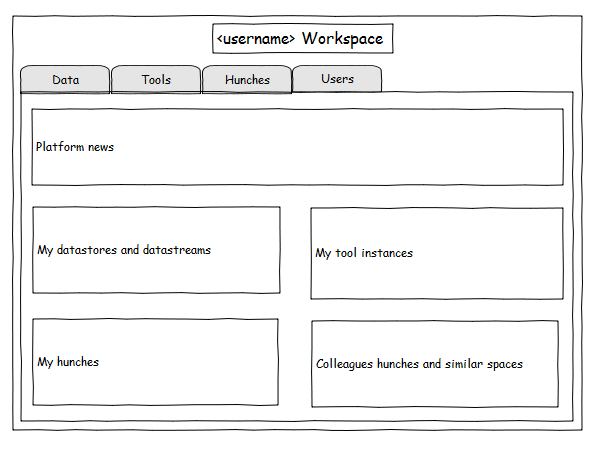 <username> Workspace
Data
Tools
Hunches
Users
Platform news
My datastores and datastreams
My tool instances
My hunches
Colleagues hunches and similar spaces